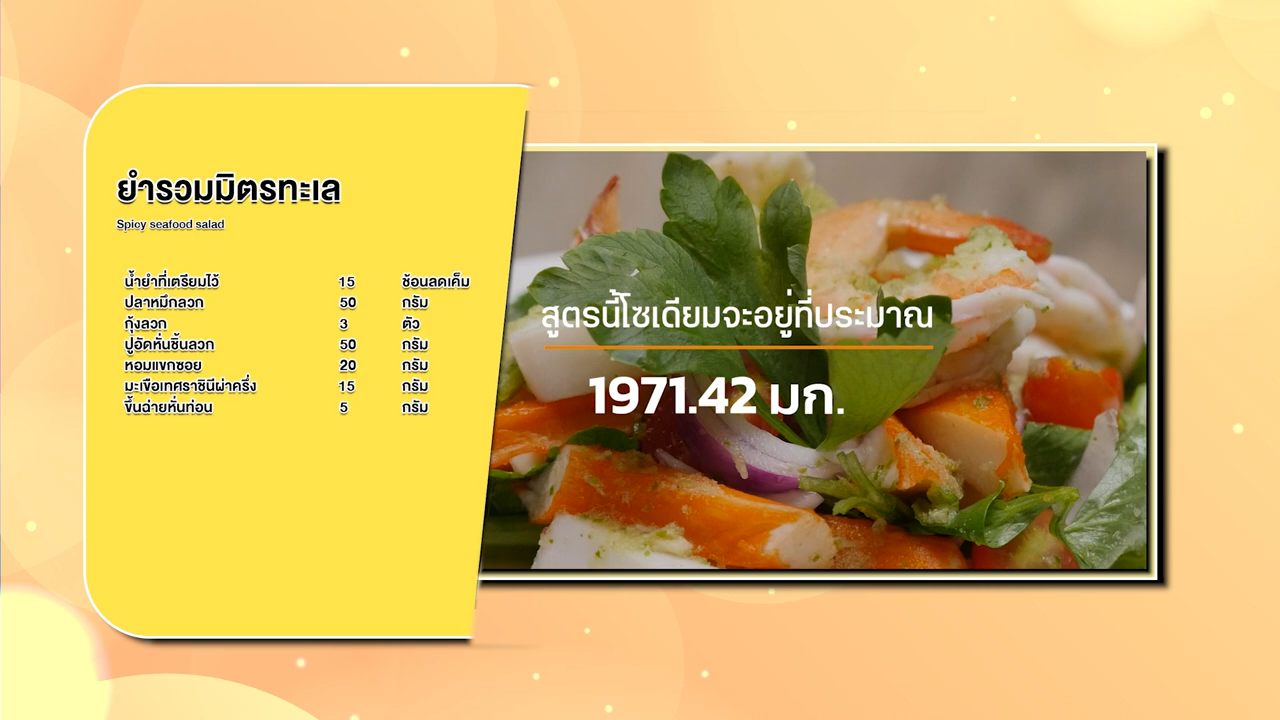 ยำรวมมิตรทะเล
Spicy seafood salad
น้ำยำที่เตรียมไว้ 15 ช้อนลดเค็ม
ปลาหมึกลวก 50 กรัม
กุ้งลวก 3 ตัว
ปูอัดหั่นชิ้นลวก 50 กรัม
หอมแขกซอย 20 กรัม
มะเขือเทศราชินีผ่าครึ่ง 15 กรัม
ขึ้นฉ่ายหั่นท่อน 5 กรัม
สูตรนี้โซเดียมจะอยู่ที่ประมาณ
1971.42 มก.